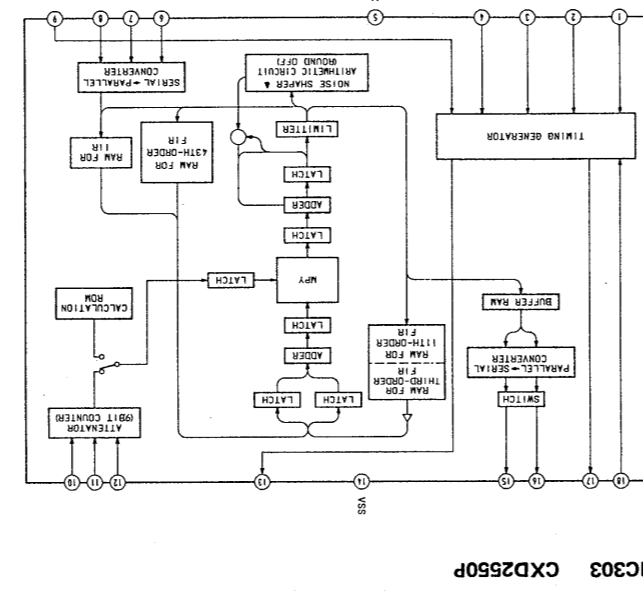 IC303 CXD2550P
VSS
18 17 16 15 14 13 12 11 10
SWITCH
PARALLEL→SERIAL
CONVERTER
BUFFER RAM
RAM FOR
THIRD-ORDER
FIR
RAM FOR
11TH-ORDER
FIR
LATCH
LATCH
ADDER
LATCH
MPY
LATCH
ATTENATOR
(9BIT COUNTER)
CALCULATION
ROM
LATCH
ADDER
LATCH
LIMITTER
NOISE SHAPER &
ARITHMETIC CIRCUIT
(ROUND OFF)
RAM FOR
43TH-ORDER
FIR
RAM FOR
IIR
SERIAL→PARALLEL
CONVERTER
TIMING GENERATOR
1 2 3 4 5 6 7 8 9